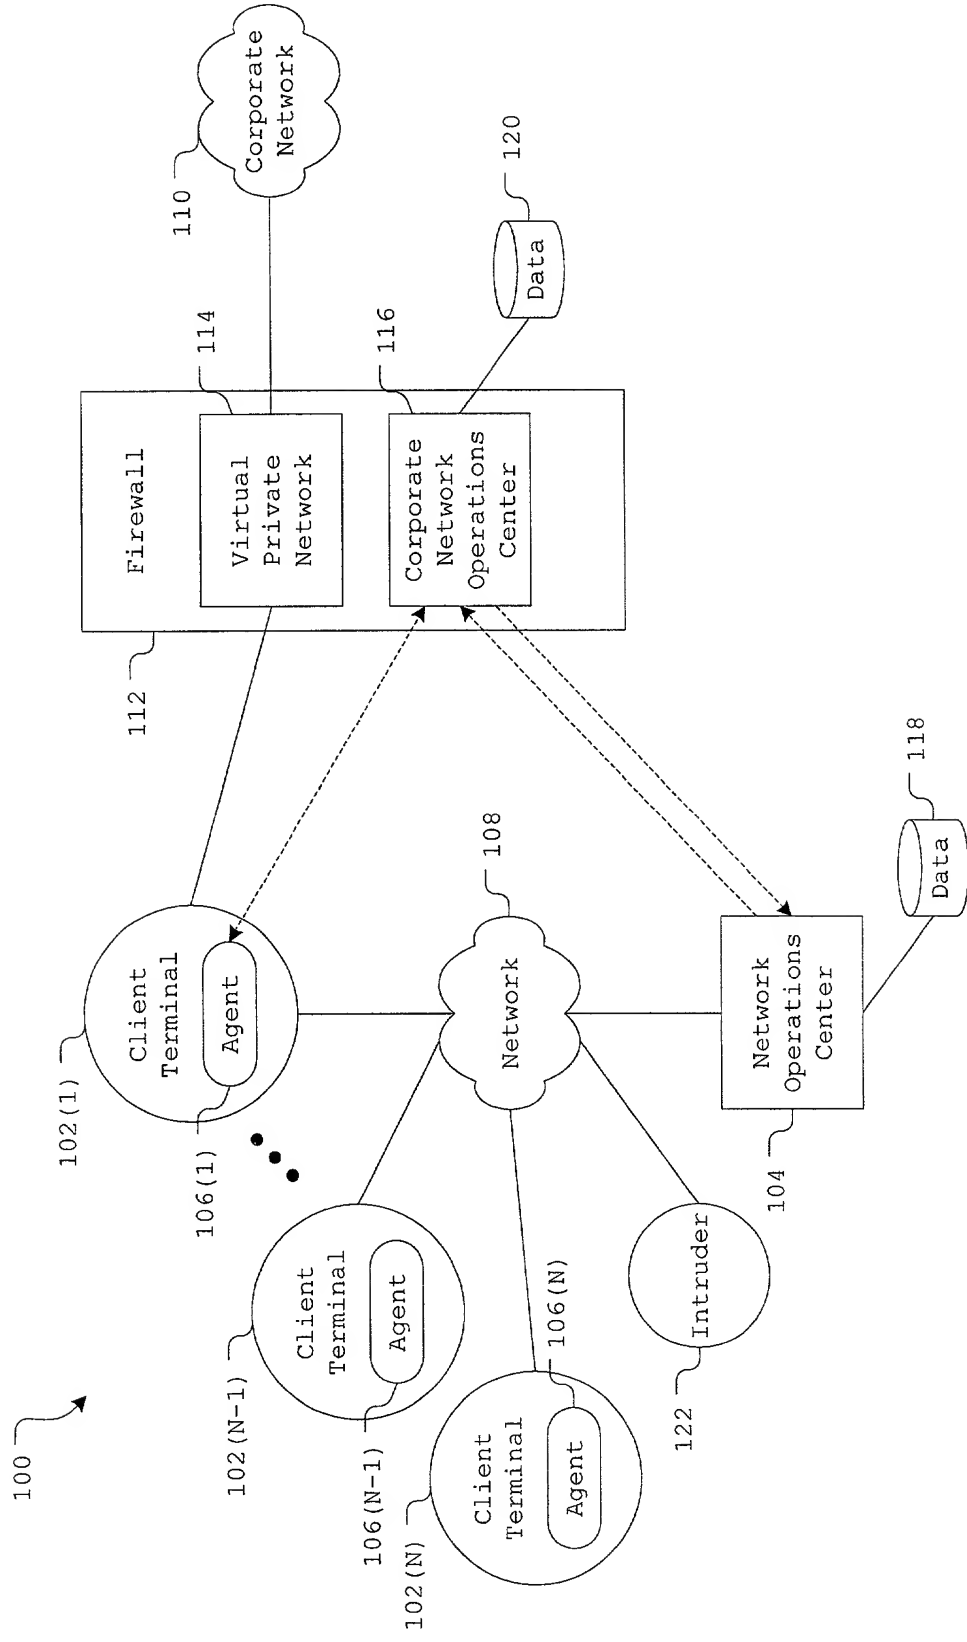 100
102(1)
Client
Terminal
Agent
106(1)
102(N-1)
Client
Terminal
Agent
106(N-1)
102(N)
Client
Terminal
Agent
106(N)
Intruder
122
Network
108
Network
Operations
Center
104
Data
118
Firewall
112
Virtual
Private
Network
114
Corporate
Network
Operations
Center
116
Corporate
Network
110
Data
120